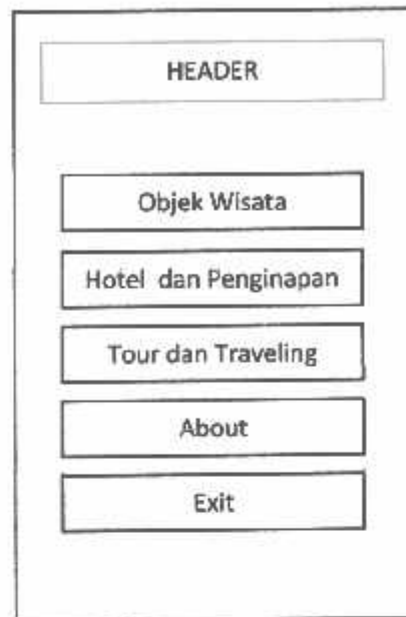 HEADER
Objek Wisata
Hotel dan Penginapan
Tour dan Traveling
About
Exit